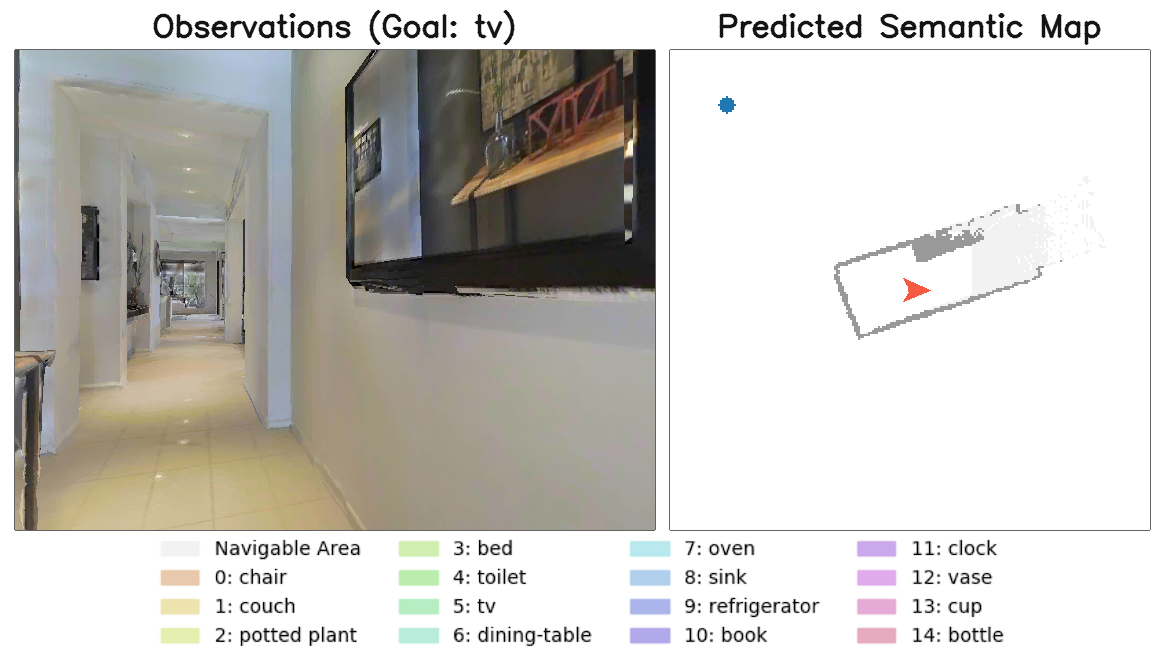 Observations (Goal: tv)
Predicted Semantic Map
Navigable Area
0: chair
1: couch
2: potted plant
3: bed
4: toilet
5: tv
6: dining-table
7: oven
8: sink
9: refrigerator
10: book
11: clock
12: vase
13: cup
14: bottle